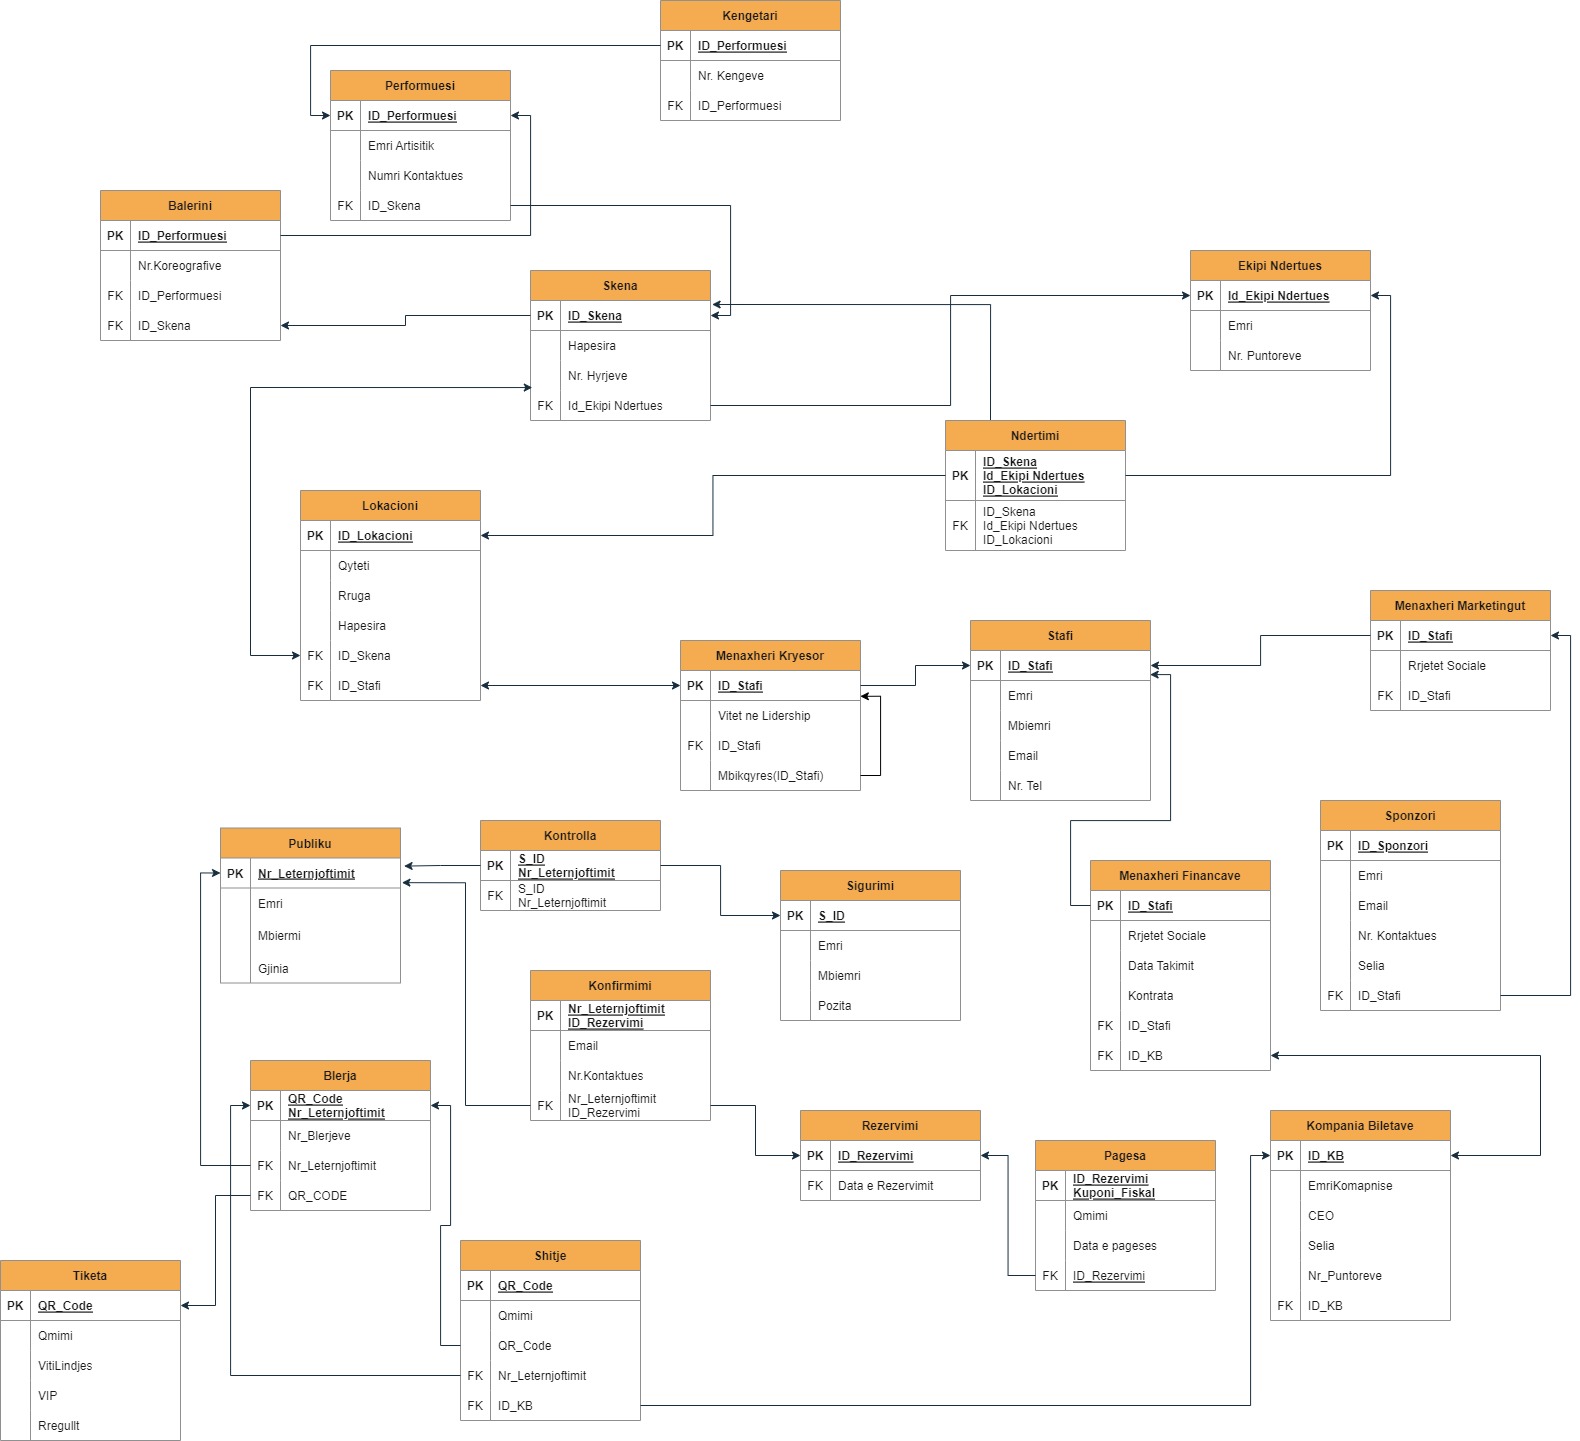 Kengetari
PK ID_Performuesi
Nr. Kengeve
FK ID_Performuesi
Performuesi
PK ID_Performuesi
Emri Artisitik
Numri Kontaktues
FK ID_Skena
Balerini
PK ID_Performuesi
Nr.Koreografive
FK ID_Performuesi
FK ID_Skena
Skena
PK ID_Skena
Hapesira
Nr. Hyrjeve
FK Id_Ekipi Ndertues
Ekipi Ndertues
PK Id_Ekipi Ndertues
Emri
Nr. Puntoreve
Ndertimi
ID_Skena
PK Id_Ekipi Ndertues
ID_Lokacioni
ID_Skena
FK Id_Ekipi Ndertues
ID_Lokacioni
Lokacioni
PK ID_Lokacioni
Qyteti
Rruga
Hapesira
FK ID_Skena
FK ID_Stafi
Menaxheri Kryesor
PK ID_Stafi
Vitet ne Lidership
FK ID_Stafi
Mbikqyres(ID_Stafi)
Stafi
PK ID_Stafi
Emri
Mbiemri
Email
Nr. Tel
Menaxheri Marketingut
PK ID_Stafi
Rrjetet Sociale
FK ID_Stafi
Sponzori
PK ID_Sponzori
Emri
Email
Nr. Kontaktues
Selia
FK ID_Stafi
Publiku
PK Nr_Leternjoftimit
Emri
Mbiermi
Gjinia
Kontrolla
PK S_ID
Nr_Leternjoftimit
FK S_ID
Nr_Leternjoftimit
Sigurimi
PK S_ID
Emri
Mbiemri
Pozita
Menaxheri Financave
PK ID_Stafi
Rrjetet Sociale
Data Takimit
Kontrata
FK ID_Stafi
FK ID_KB
Konfirmimi
PK Nr_Leternjoftimit
ID_Rezervimi
Email
Nr.Kontaktues
FK Nr_Leternjoftimit
ID_Rezervimi
Blerja
PK QR_Code
Nr_Leternjoftimit
Nr_Blerjeve
FK Nr_Leternjoftimit
FK QR_CODE
Rezervimi
PK ID_Rezervimi
FK Data e Rezervimit
Pagesa
PK ID_Rezervimi
Kuponi_Fiskal
Qmimi
Data e pageses
FK ID_Rezervimi
Kompania Biletave
PK ID_KB
EmriKomapnise
CEO
Selia
Nr_Puntoreve
FK ID_KB
Shitje
PK QR_Code
Qmimi
QR_Code
FK Nr_Leternjoftimit
FK ID_KB
Tiketa
PK QR_Code
Qmimi
VitiLindjes
VIP
Rregullt